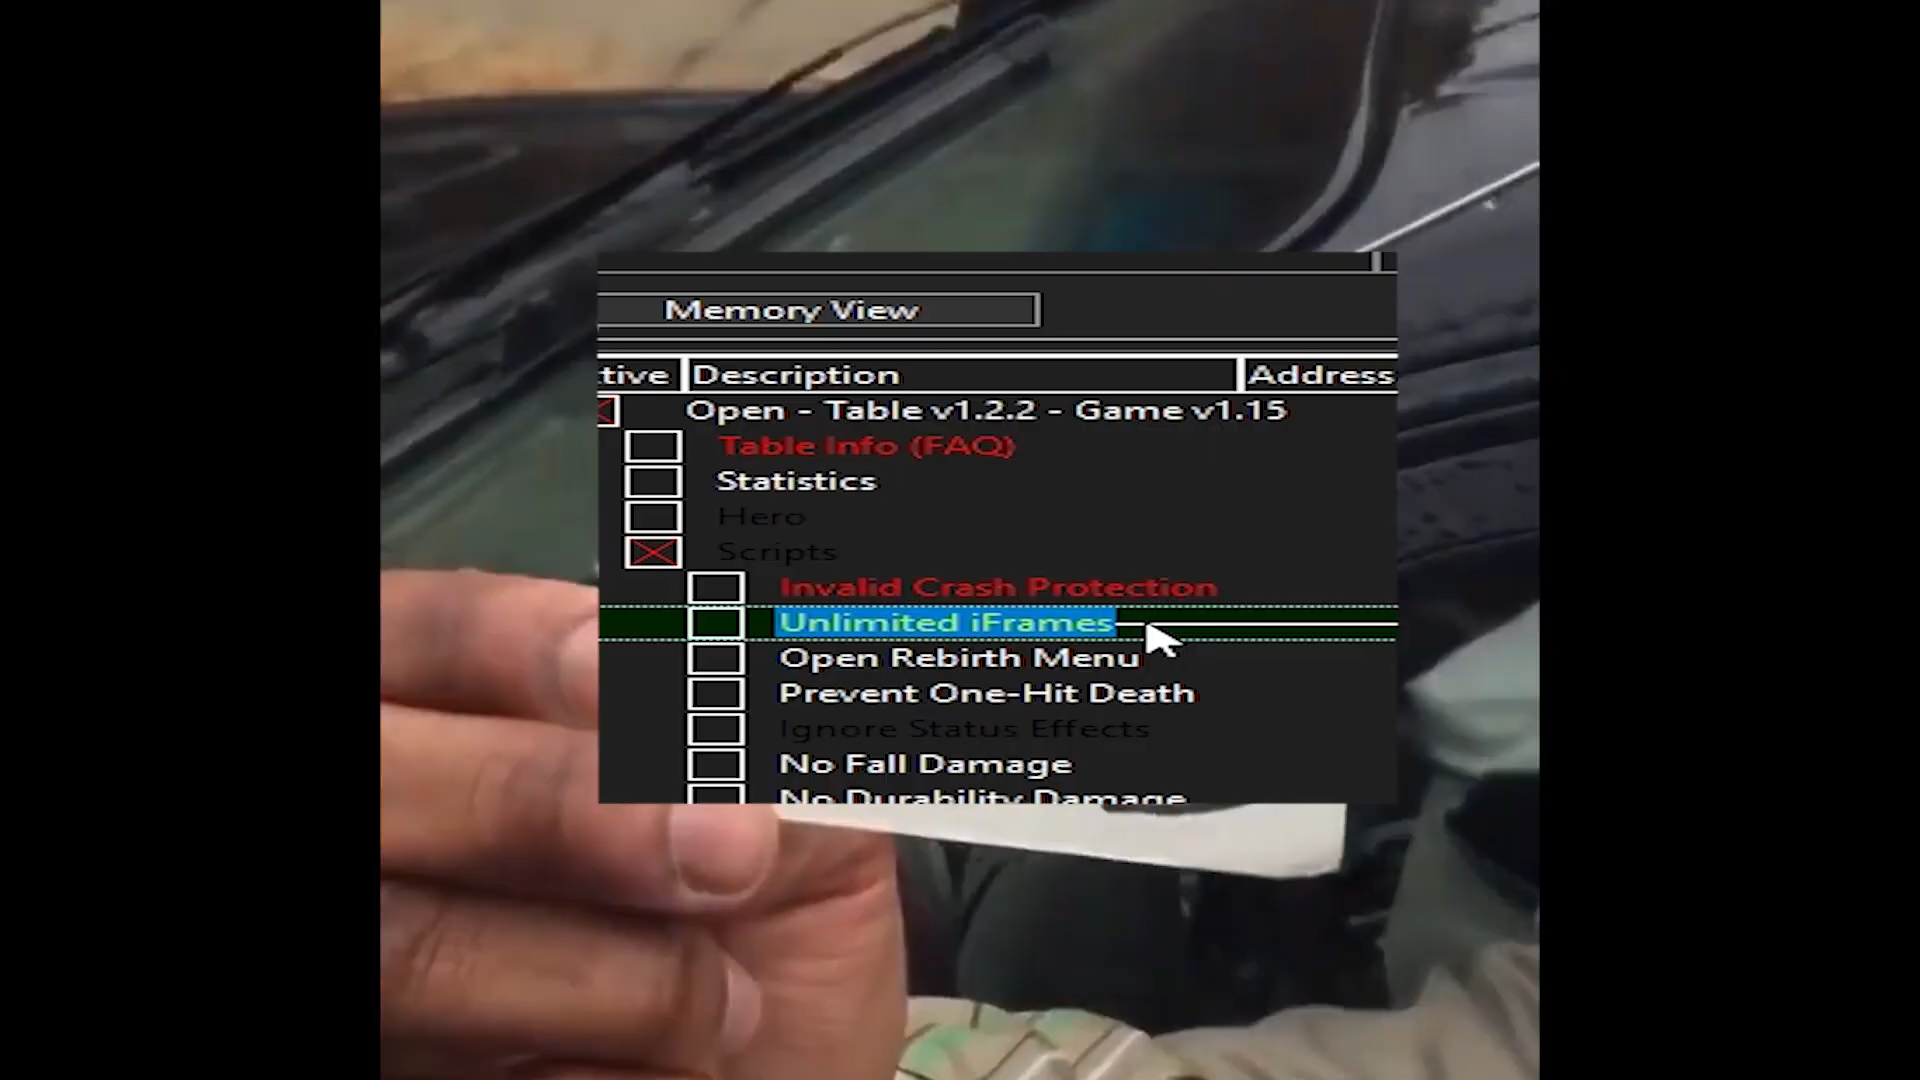 Memory View
tive Description Address
Open - Table v1.2.2 - Game v1.15
Table Info (FAQ)
Statistics
Hero
Scripts
Invalid Crash Protection
Unlimited iFrames
Open Rebirth Menu
Prevent One-Hit Death
Ignore Status Effects
No Fall Damage
No Durability Damage